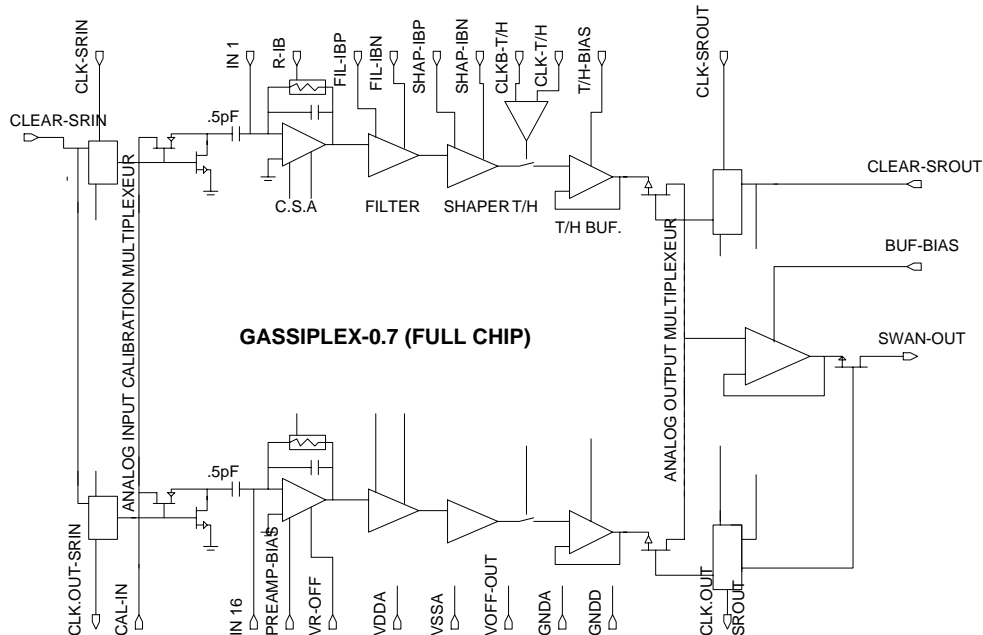 CLK-SRIN
IN 1
R-IB
FIL-IBP
FIL-IBN
SHAP-IBP
SHAP-IBN
CLKB-T/H
CLK-T/H
T/H-BIAS
CLK-SROUT
CLEAR-SRIN
.5pF
CLEAR-SROUT
C.S.A
FILTER
SHAPER
T/H
T/H BUF.
BUF-BIAS
ANALOG INPUT CALIBRATION MULTIPLEXEUR
GASSIPLEX-0.7 (FULL CHIP)
ANALOG OUTPUT MULTIPLEXEUR
SWAN-OUT
.5pF
CLK.OUT-SRIN
CAL-IN
IN 16
PREAMP-BIAS
VR-OFF
VDDA
VSSA
VOFF-OUT
GNDA
GNDD
CLK.OUT
SROUT